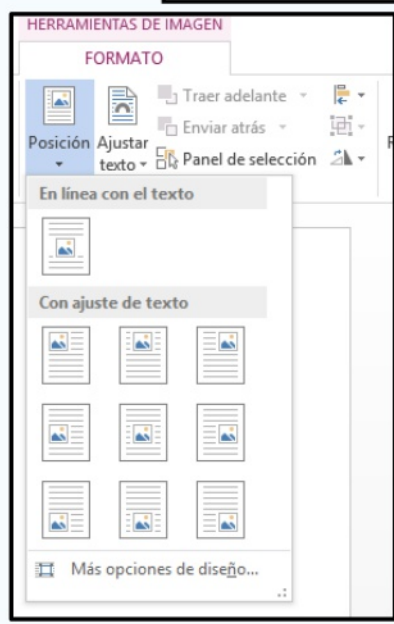 HERRAMIENTAS DE IMAGEN
FORMATO
Posición
Ajustar texto
Traer adelante
Enviar atrás
Panel de selección
En línea con el texto
Con ajuste de texto
Más opciones de diseño...